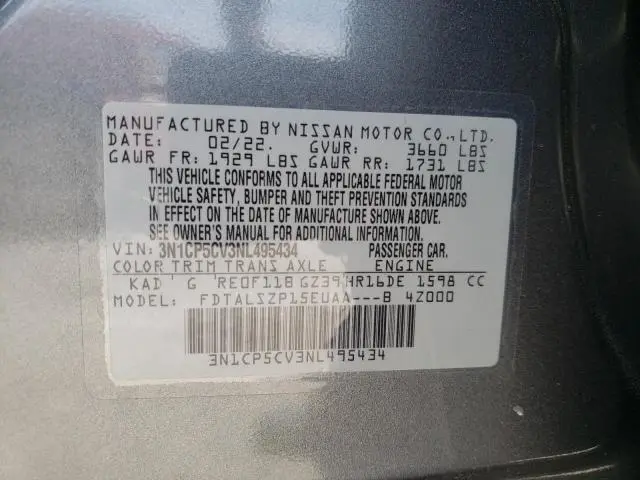 MANUFACTURED BY NISSAN MOTOR CO.,LTD.
DATE: 02/22. GVWR: 3660 LBS
GAWR FR: 1929 LBS GAWR RR: 1731 LBS
THIS VEHICLE CONFORMS TO ALL APPLICABLE FEDERAL MOTOR
VEHICLE SAFETY, BUMPER AND THEFT PREVENTION STANDARDS
IN EFFECT ON THE DATE OF MANUFACTURE SHOWN ABOVE.
SEE OWNER'S MANUAL FOR ADDITIONAL INFORMATION.
VIN: 3N1CP5CV3NL495434 PASSENGER CAR.
COLOR TRIM TRANS AXLE ENGINE
KAD G RE0F11B GZ39 HR16DE 1598 CC
MODEL: FDTALSZP15EUAA---B 4Z000
3N1CP5CV3NL495434